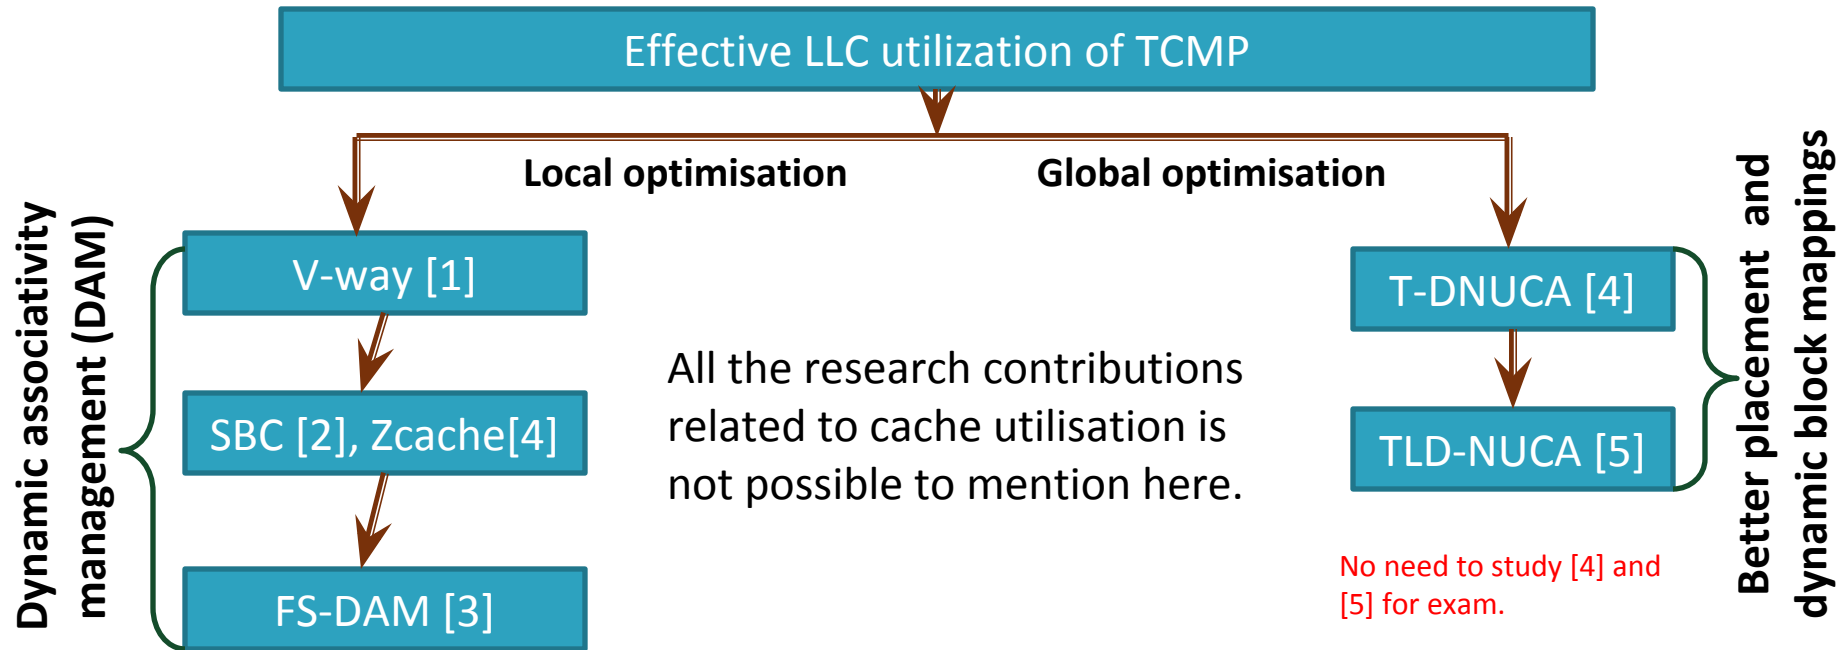 Effective LLC utilization of TCMP
Local optimisation
Global optimisation
Dynamic associativity
management (DAM)
V-way [1]
SBC [2], Zcache[4]
FS-DAM [3]
All the research contributions
related to cache utilisation is
not possible to mention here.
T-DNUCA [4]
TLD-NUCA [5]
No need to study [4] and
[5] for exam.
Better placement and
dynamic block mappings